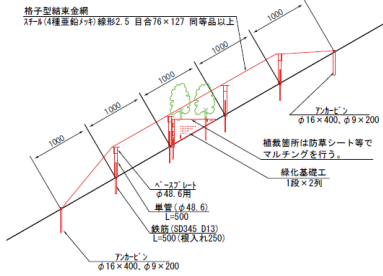 格子型結束金網
スチール(4種亜鉛メッキ)線形2.5 目合76×127 同等品以上
1000
1000
1000
1000
1000
アンカーピン
φ16×400、φ9×200
植栽箇所は防草シート等で
マルチングを行う。
緑化基礎工
1段×2列
ベースプレート
φ48.6用
単管(φ48.6)
L=500
鉄筋(SD345 D13)
L=500(根入れ250)
アンカーピン
φ16×400、φ9×200